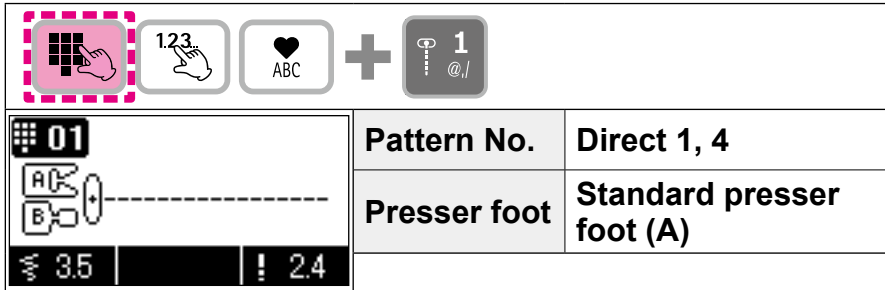 1.2.3...
ABC
1
@,/
01
A
B
3.5
2.4
Pattern No.
Direct 1, 4
Presser foot
Standard presser
foot (A)